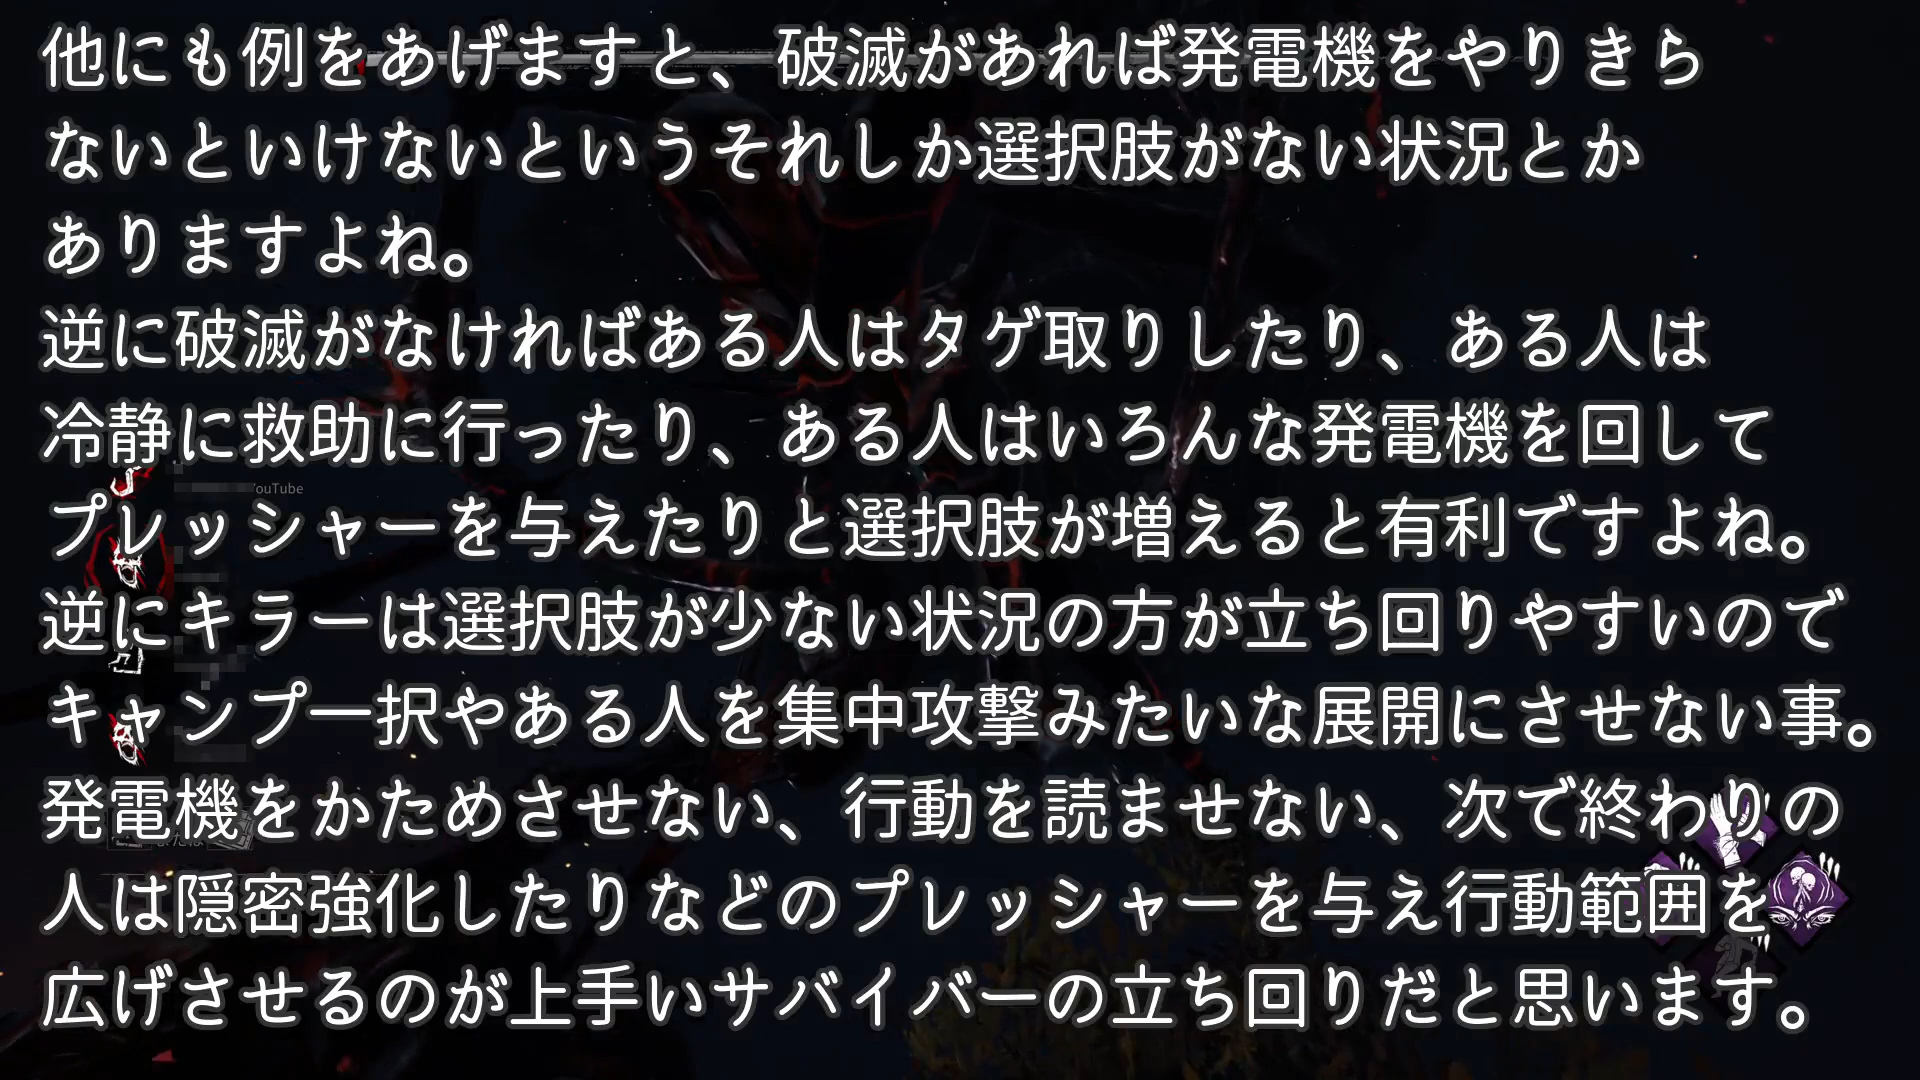 他にも例をあげますと、破滅があれば発電機をやりきら
ないといけないというそれしか選択肢がない状況とか
ありますよね。
逆に破滅がなければある人はタゲ取りしたり、ある人は
冷静に救助に行ったり、ある人はいろんな発電機を回して
ouTube
プレッシャーを与えたりと選択肢が増えると有利ですよね。
逆にキラーは選択肢が少ない状況の方が立ち回りやすいので
キャンプ一択やある人を集中攻撃みたいな展開にさせない事。
発電機をかためさせない、行動を読ませない、次で終わりの
人は隠密強化したりなどのプレッシャーを与え行動範囲を
広げさせるのが上手いサバイバーの立ち回りだと思います。